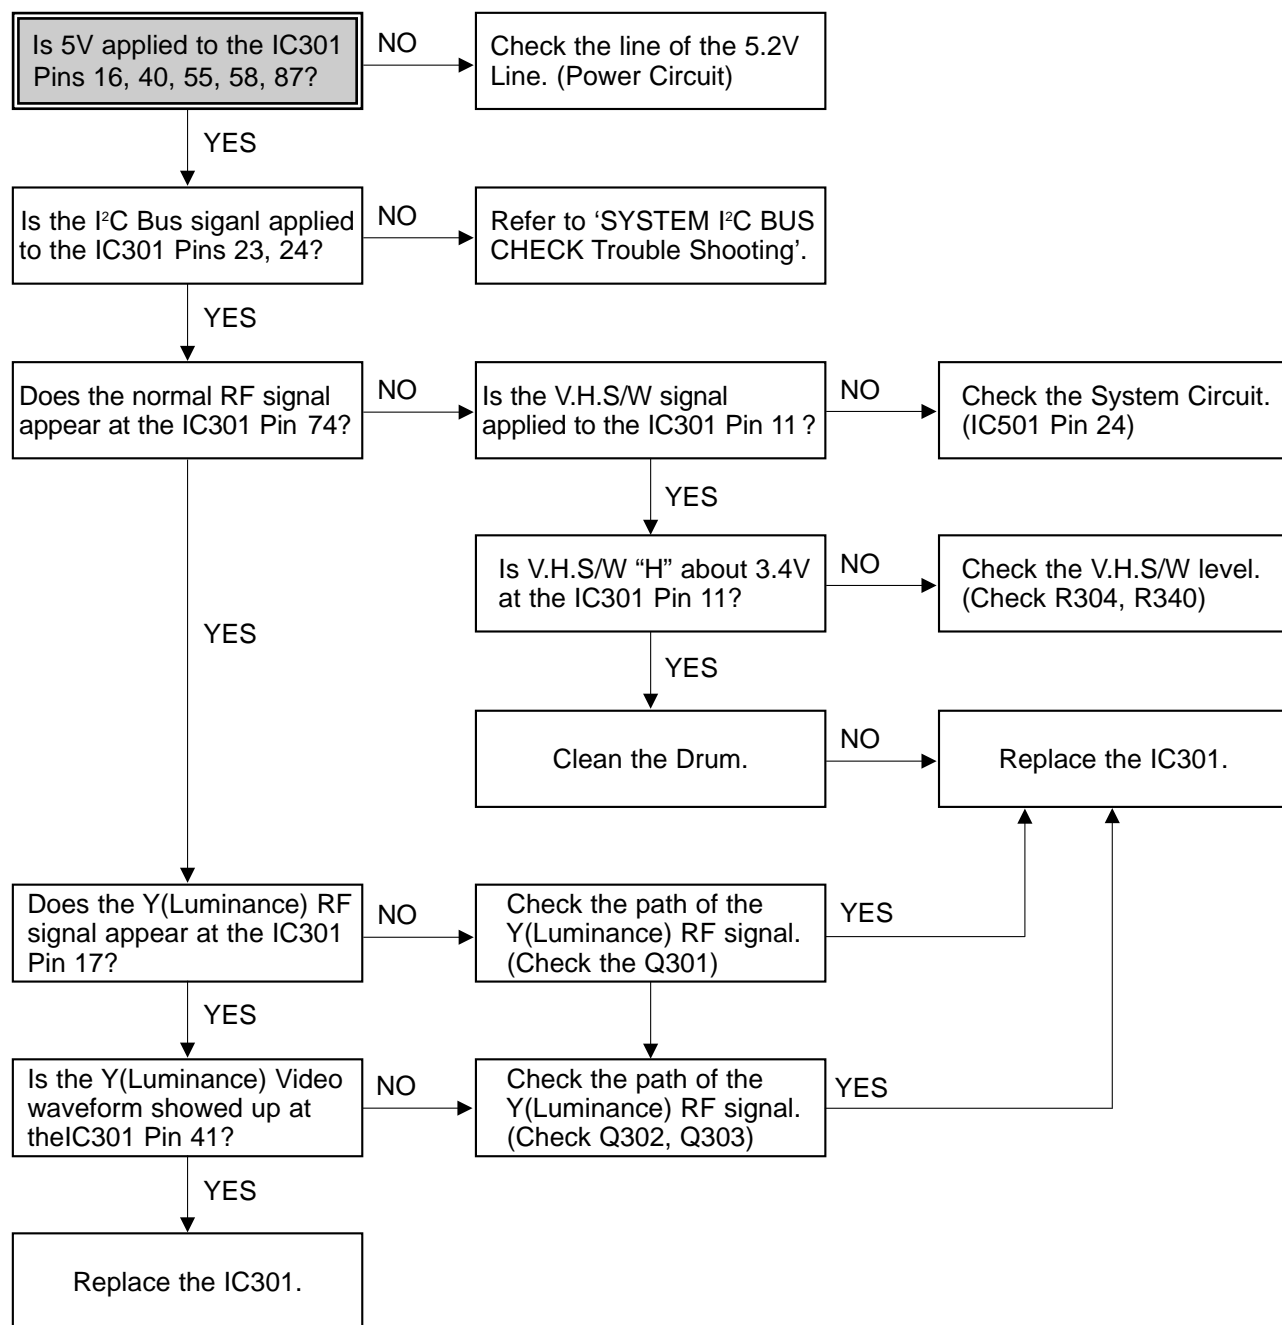 Is 5V applied to the IC301
Pins 16, 40, 55, 58, 87?
NO
Check the line of the 5.2V
Line. (Power Circuit)
YES
Is the I²C Bus siganl applied
to the IC301 Pins 23, 24?
NO
Refer to ‘SYSTEM I²C BUS
CHECK Trouble Shooting’.
YES
Does the normal RF signal
appear at the IC301 Pin 74?
NO
Is the V.H.S/W signal
applied to the IC301 Pin 11 ?
NO
Check the System Circuit.
(IC501 Pin 24)
YES
Is V.H.S/W “H” about 3.4V
at the IC301 Pin 11?
NO
Check the V.H.S/W level.
(Check R304, R340)
YES
YES
Clean the Drum.
NO
Replace the IC301.
Does the Y(Luminance) RF
signal appear at the IC301
Pin 17?
NO
Check the path of the
Y(Luminance) RF signal.
(Check the Q301)
YES
YES
Is the Y(Luminance) Video
waveform showed up at
theIC301 Pin 41?
NO
Check the path of the
Y(Luminance) RF signal.
(Check Q302, Q303)
YES
YES
Replace the IC301.